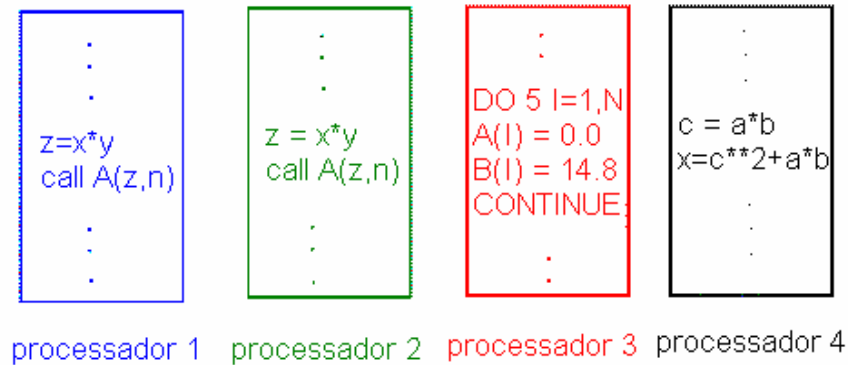 z=x*y
call A(z,n)
z = x*y
call A(z,n)
DO 5 I=1,N
A(I) = 0.0
B(I) = 14.8
CONTINUE
c = a*b
x=c**2+a*b
processador 1
processador 2
processador 3
processador 4